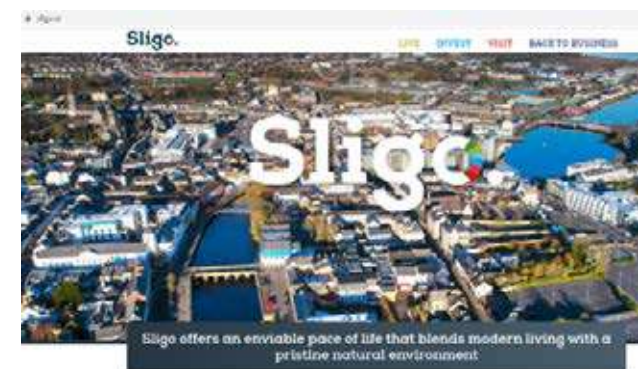 Sligo.
LIVE INVEST VISIT BACK TO BUSINESS
Sligo.
Sligo offers an enviable pace of life that blends modern living with a
pristine natural environment